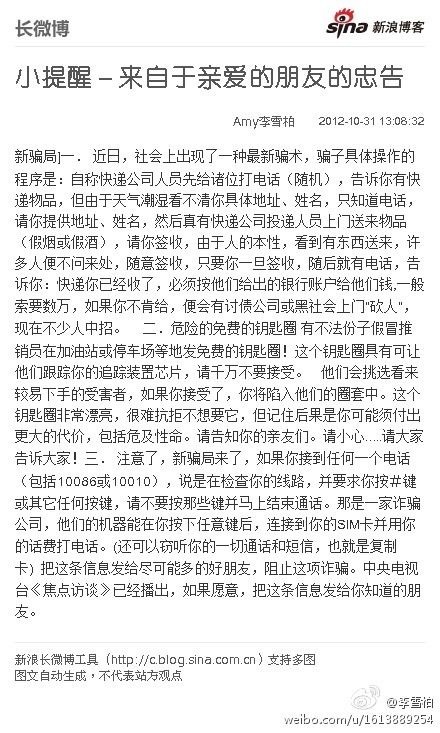 长微博
sina 新浪博客
小提醒 – 来自于亲爱的朋友的忠告
Amy李雪柏 2012-10-31 13:08:32
新骗局]一． 近日，社会上出现了一种最新骗术，骗子具体操作的
程序是：自称快递公司人员先给诸位打电话（随机），告诉你有快
递物品，但由于天气潮湿看不清你具体地址、姓名，只知道电话，
请你提供地址、姓名，然后真有快递公司投递人员上门送来物品
（假烟或假酒），请你签收，由于人的本性，看到有东西送来，许
多人便不问来处，随意签收，只要你一旦签收，随后就有电话，告
诉你：快递你已经收了，必须按他们给出的银行账户给他们钱,一般
索要数万，如果你不肯给，便会有讨债公司或黑社会上门“砍人”，
现在不少人中招。 二．危险的免费的钥匙圈 有不法份子假冒推
销员在加油站或停车场等地发免费的钥匙圈！这个钥匙圈具有可让
他们跟踪你的追踪装置芯片，请千万不要接受。 他们会挑选看来
较易下手的受害者，如果你接受了，你将陷入他们的圈套中。这个
钥匙圈非常漂亮，很难抗拒不想要它，但记住后果是你可能须付出
更大的代价，包括危及性命。请告知你的亲友们。请小心.....请大家
告诉大家！三． 注意了，新骗局来了，如果你接到任何一个电话
（包括10086或10010），说是在检查你的线路，并要求你按＃键
或其它任何按键，请不要按那些键并马上结束通话。那是一家诈骗
公司，他们的机器能在你按下任意键后，连接到你的SIM卡并用你
的话费打电话。(还可以窃听你的一切通话和短信，也就是复制
卡）把这条信息发给尽可能多的好朋友，阻止这项诈骗。中央电视
台《焦点访谈》已经播出，如果愿意，把这条信息发给你知道的朋
友。
新浪长微博工具（http://c.blog.sina.com.cn）支持多图
图文自动生成，不代表站方观点
@李雪柏
weibo.com/u/1613889254